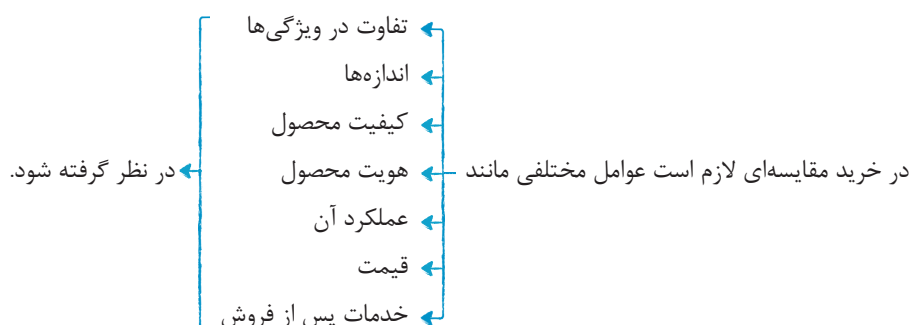 تفاوت در ویژگی‌ها
اندازه‌ها
کیفیت محصول
در خرید مقایسه‌ای لازم است عوامل مختلفی مانند هویت محصول در نظر گرفته شود.
عملکرد آن
قیمت
خدمات پس از فروش